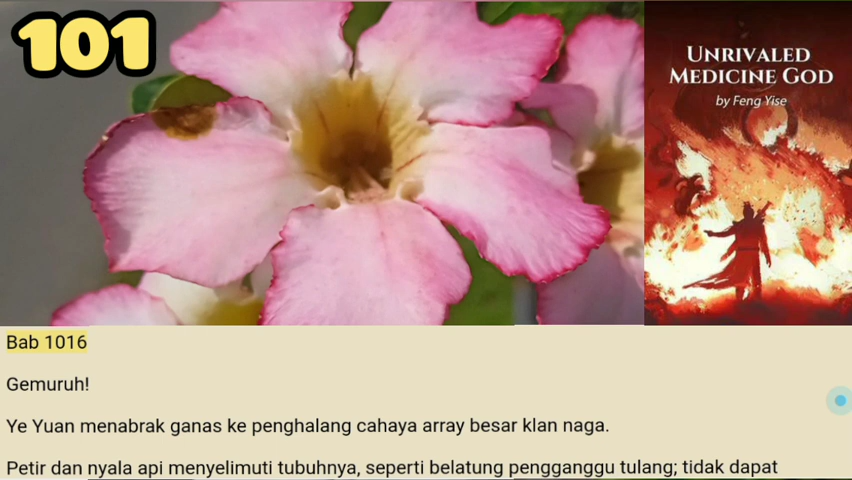 101
UNRIVALED
MEDICINE GOD
by Feng Yise
Bab 1016
Gemuruh!
Ye Yuan menabrak ganas ke penghalang cahaya array besar klan naga.
Petir dan nyala api menyelimuti tubuhnya, seperti belatung pengganggu tulang; tidak dapat